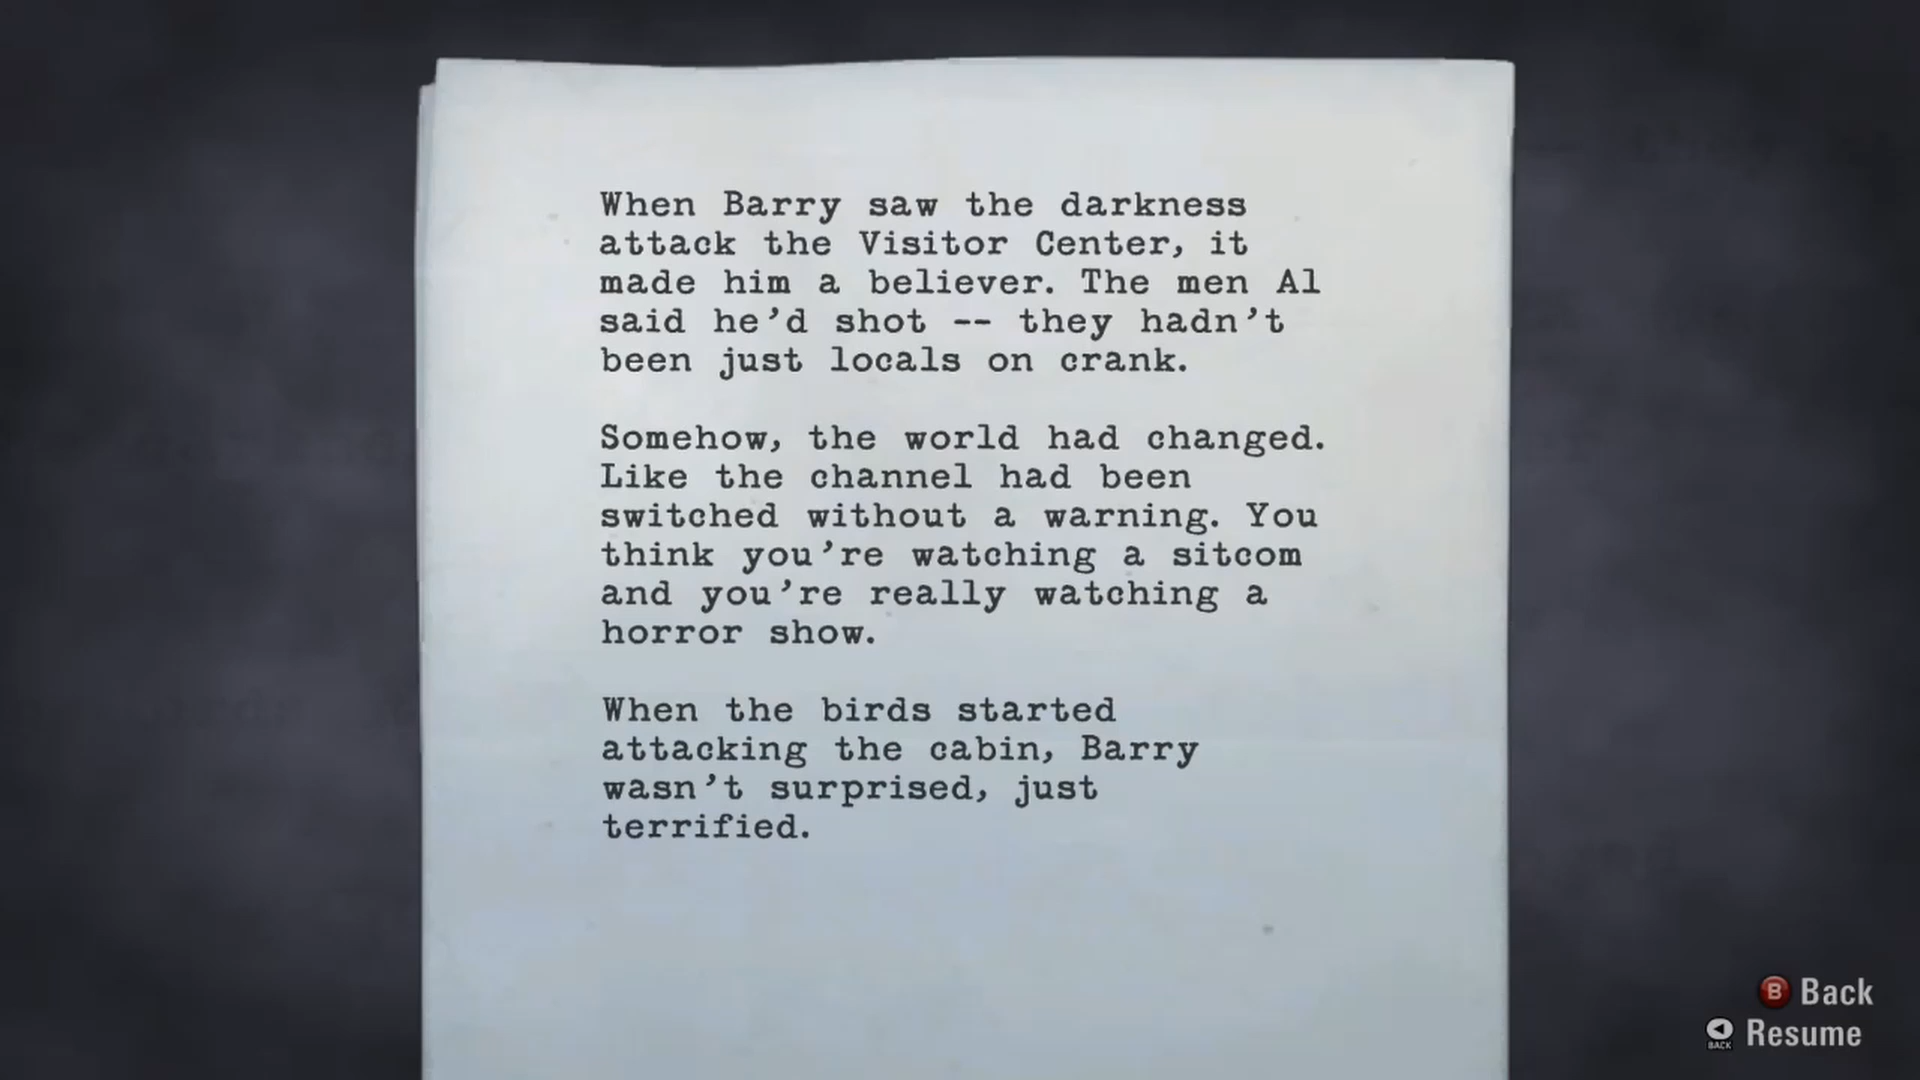 When Barry saw the darkness
attack the Visitor Center, it
made him a believer. The men Al
said he’d shot -- they hadn’t
been just locals on crank.
Somehow, the world had changed.
Like the channel had been
switched without a warning. You
think you’re watching a sitcom
and you’re really watching a
horror show.
When the birds started
attacking the cabin, Barry
wasn’t surprised, just
terrified.
B Back
BACK Resume